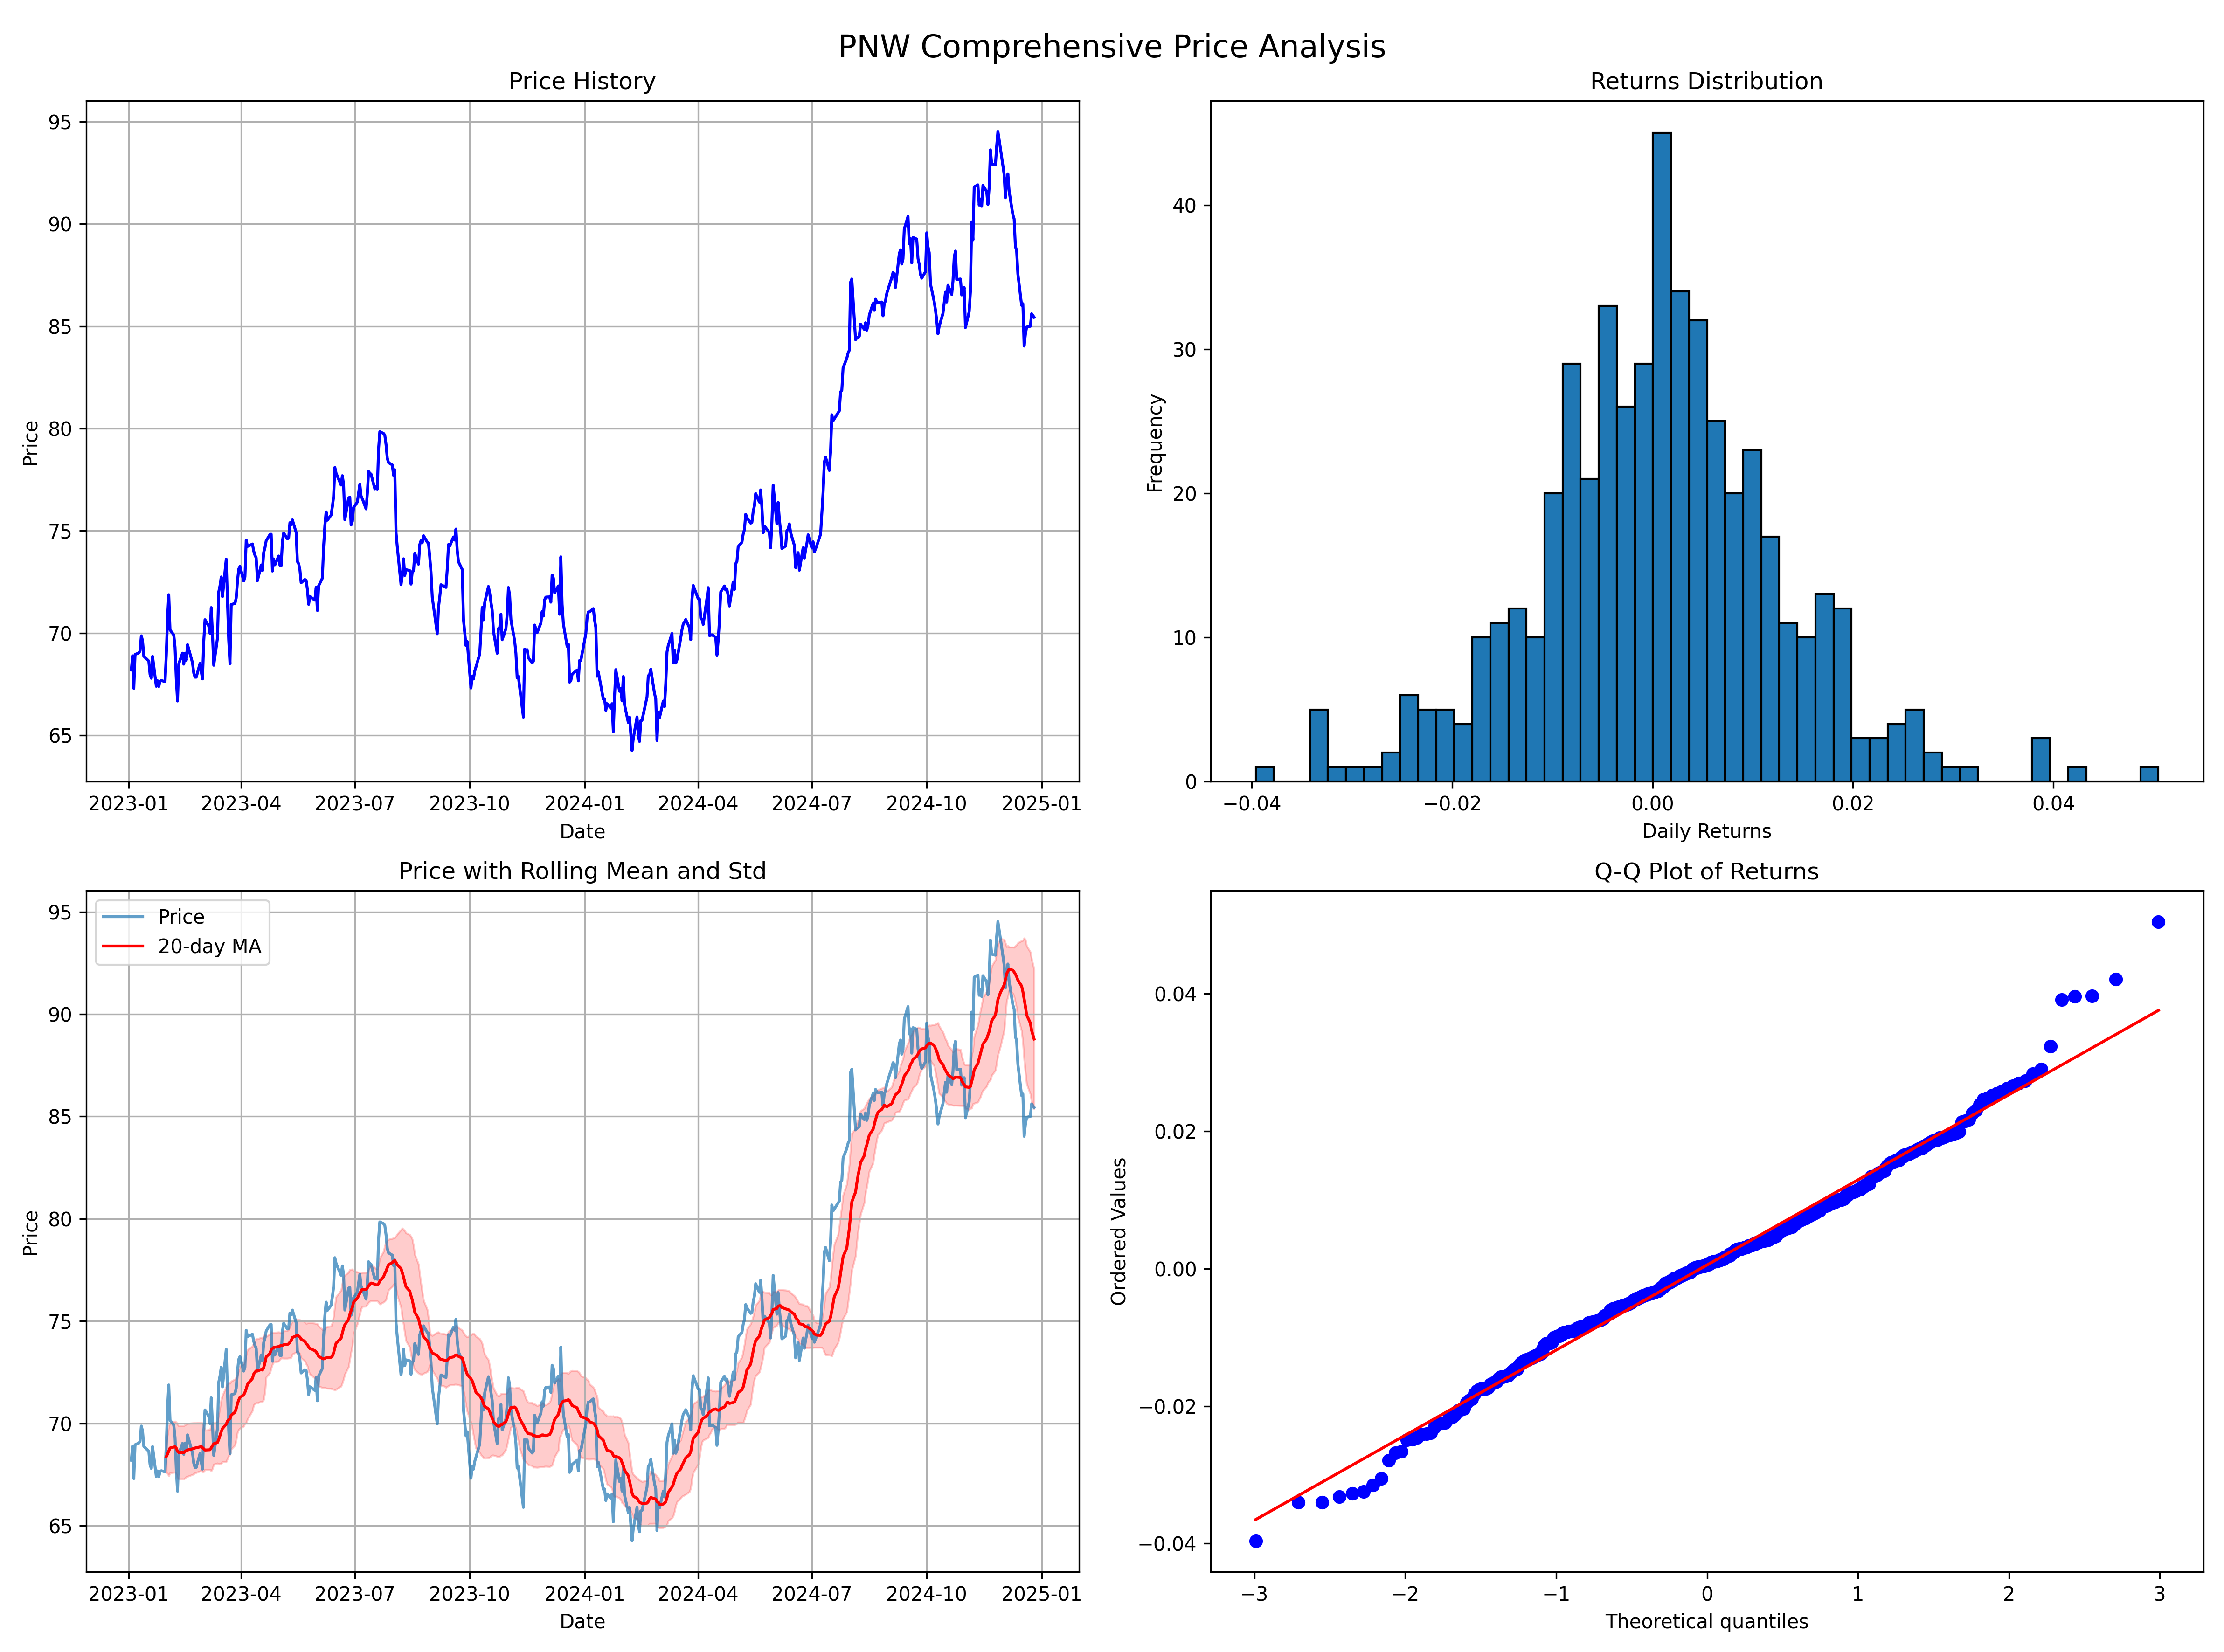 PNW Comprehensive Price Analysis
Price History
Price
95
90
85
80
75
70
65
2023-01 2023-04 2023-07 2023-10 2024-01 2024-04 2024-07 2024-10 2025-01
Date
Returns Distribution
Frequency
40
30
20
10
0
−0.04 −0.02 0.00 0.02 0.04
Daily Returns
Price with Rolling Mean and Std
Price
20-day MA
Price
95
90
85
80
75
70
65
2023-01 2023-04 2023-07 2023-10 2024-01 2024-04 2024-07 2024-10 2025-01
Date
Q-Q Plot of Returns
Ordered Values
0.04
0.02
0.00
−0.02
−0.04
−3 −2 −1 0 1 2 3
Theoretical quantiles